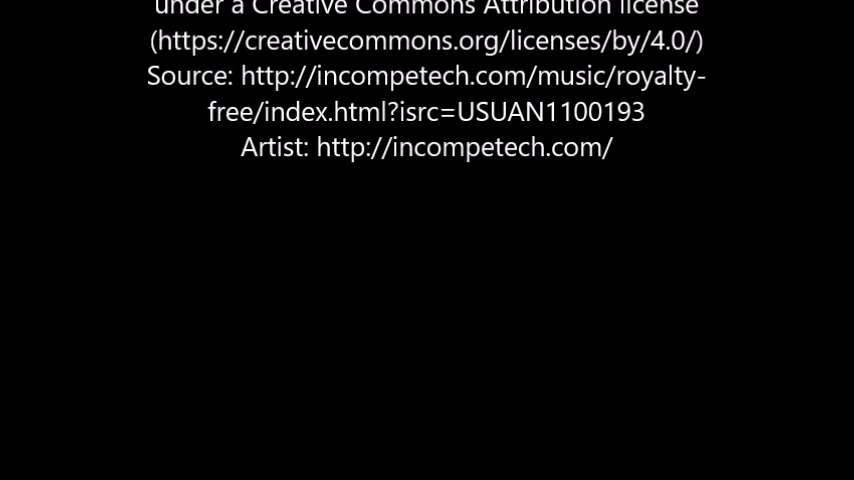 under a Creative Commons Attribution license
(https://creativecommons.org/licenses/by/4.0/)
Source: http://incompetech.com/music/royalty-
free/index.html?isrc=USUAN1100193
Artist: http://incompetech.com/